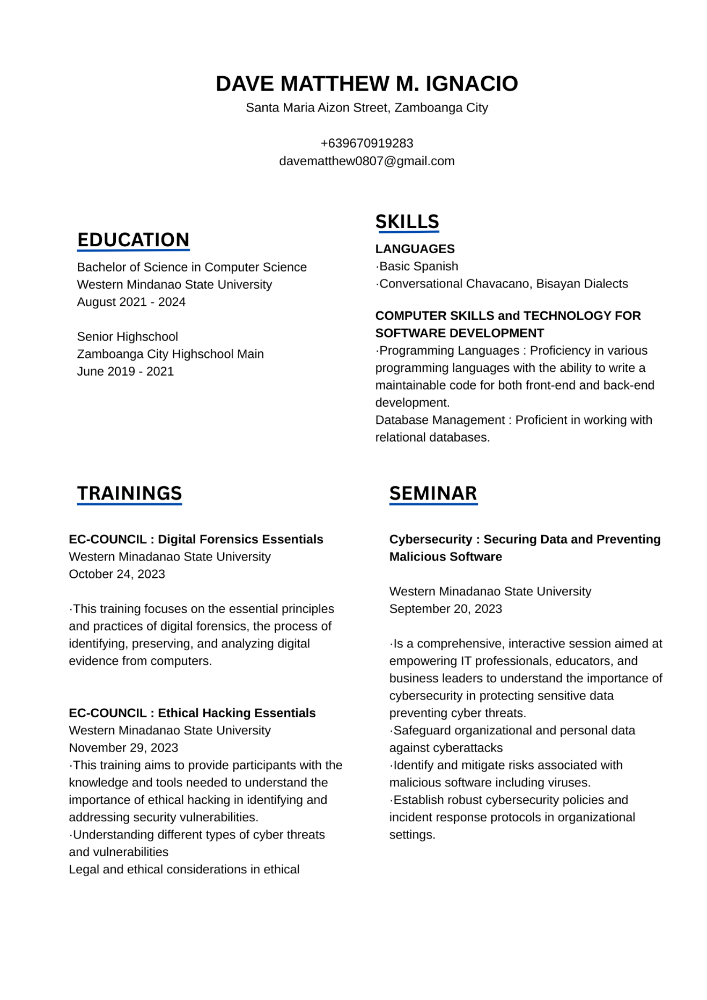 DAVE MATTHEW M. IGNACIO
Santa Maria Aizon Street, Zamboanga City
+639670919283
davematthew0807@gmail.com
EDUCATION
Bachelor of Science in Computer Science
Western Mindanao State University
August 2021 - 2024
Senior Highschool
Zamboanga City Highschool Main
June 2019 - 2021
SKILLS
LANGUAGES
·Basic Spanish
·Conversational Chavacano, Bisayan Dialects
COMPUTER SKILLS and TECHNOLOGY FOR
SOFTWARE DEVELOPMENT
·Programming Languages : Proficiency in various
programming languages with the ability to write a
maintainable code for both front-end and back-end
development.
Database Management : Proficient in working with
relational databases.
TRAININGS
EC-COUNCIL : Digital Forensics Essentials
Western Minadanao State University
October 24, 2023
·This training focuses on the essential principles
and practices of digital forensics, the process of
identifying, preserving, and analyzing digital
evidence from computers.
EC-COUNCIL : Ethical Hacking Essentials
Western Minadanao State University
November 29, 2023
·This training aims to provide participants with the
knowledge and tools needed to understand the
importance of ethical hacking in identifying and
addressing security vulnerabilities.
·Understanding different types of cyber threats
and vulnerabilities
Legal and ethical considerations in ethical
SEMINAR
Cybersecurity : Securing Data and Preventing
Malicious Software
Western Minadanao State University
September 20, 2023
·Is a comprehensive, interactive session aimed at
empowering IT professionals, educators, and
business leaders to understand the importance of
cybersecurity in protecting sensitive data
preventing cyber threats.
·Safeguard organizational and personal data
against cyberattacks
·Identify and mitigate risks associated with
malicious software including viruses.
·Establish robust cybersecurity policies and
incident response protocols in organizational
settings.